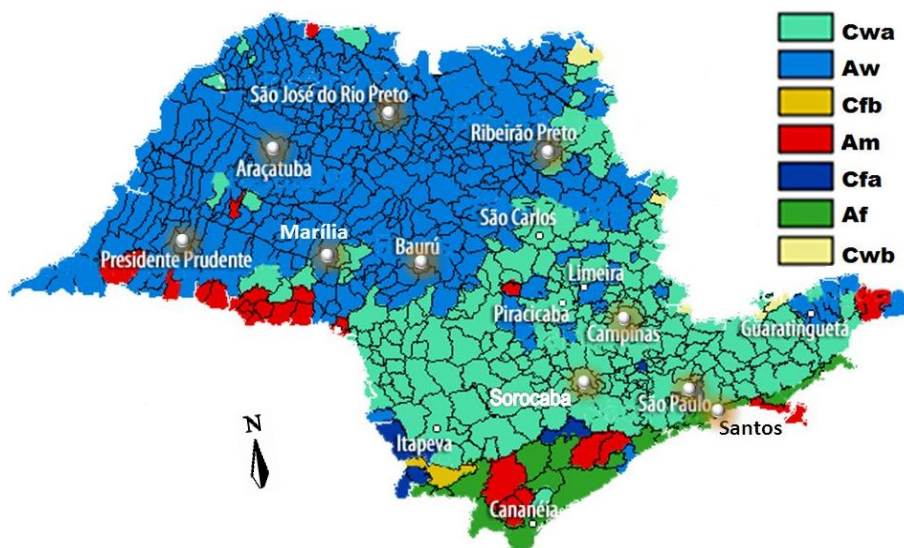 Cwa
Aw
Cfb
Am
Cfa
Af
Cwb
São José do Rio Preto
Ribeirão Preto
Araçatuba
São Carlos
Marília
Baurú
Presidente Prudente
Limeira
Piracicaba
Campinas
Guaratingueta
Sorocaba
São Paulo
Santos
N
Itapeva
Cananéia